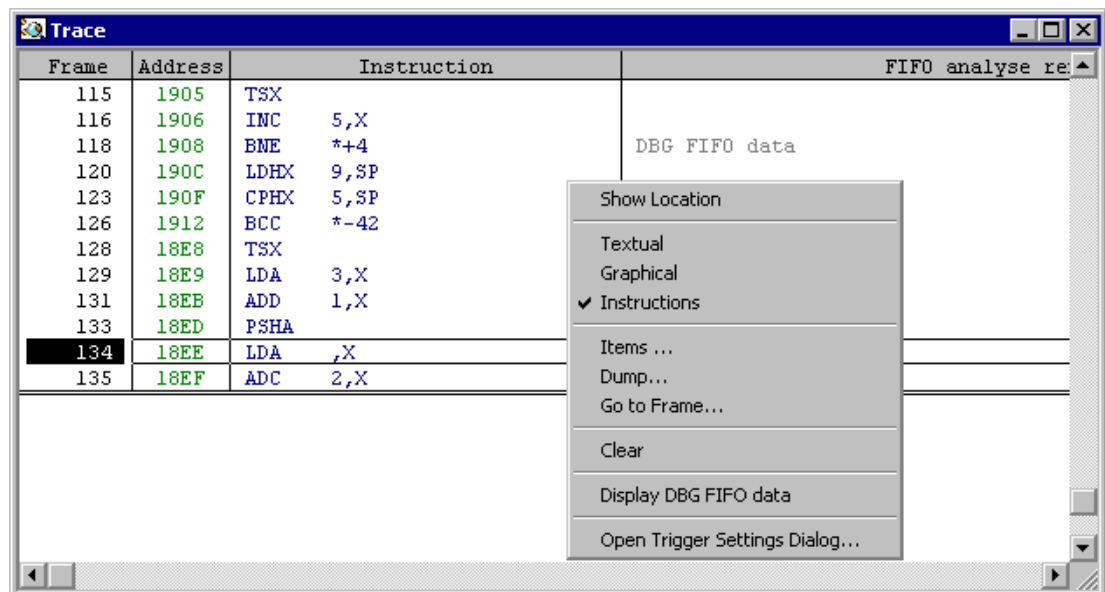 Trace
Frame Address Instruction FIFO analyse
115 1905 TSX
116 1906 INC 5,X
118 1908 BNE *+4 DBG FIFO data
120 190C LDHX 9,SP
123 190F CPHX 5,SP
Show Location
126 1912 BCC *-42
128 18E8 TSX
Textual
129 18E9 LDA 3,X
Graphical
131 18EB ADD 1,X
Instructions
133 18ED PSHA
134 18EE LDA ,X
Items ...
135 18EF ADC 2,X
Dump...
Go to Frame...
Clear
Display DBG FIFO data
Open Trigger Settings Dialog...